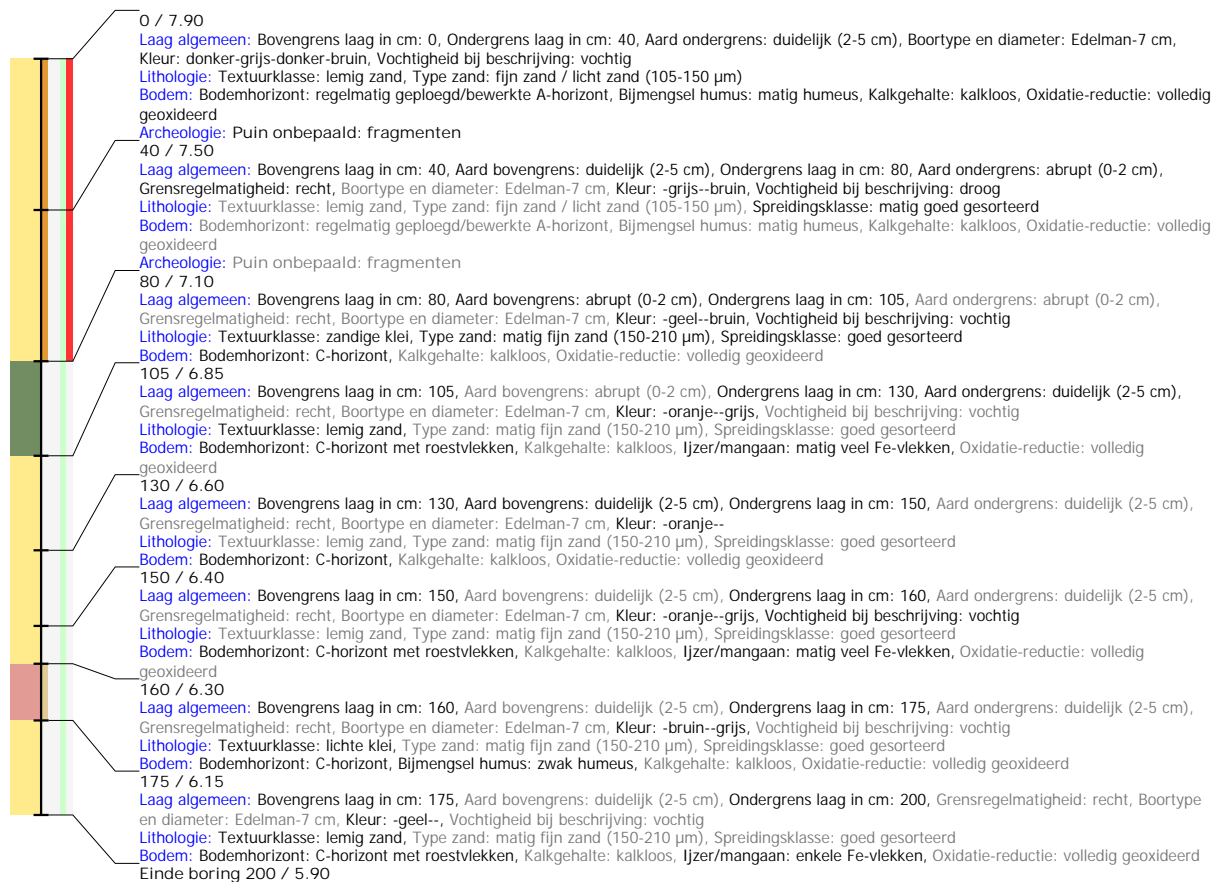 0 / 7.90
Laag algemeen: Bovengrens laag in cm: 0, Ondergrens laag in cm: 40, Aard ondergrens: duidelijk (2-5 cm), Boortype en diameter: Edelman-7 cm,
Kleur: donker-grijs-donker-bruin, Vochtigheid bij beschrijving: vochtig
Lithologie: Textuurklasse: lemig zand, Type zand: fijn zand / licht zand (105-150 µm)
Bodem: Bodemhorizont: regelmatig geploegd/bewerkte A-horizont, Bijmengsel humus: matig humeus, Kalkgehalte: kalkloos, Oxidatie-reductie: volledig
geoxideerd
Archeologie: Puin onbepaald: fragmenten
40 / 7.50
Laag algemeen: Bovengrens laag in cm: 40, Aard bovengrens: duidelijk (2-5 cm), Ondergrens laag in cm: 80, Aard ondergrens: abrupt (0-2 cm),
Grensregelmatigheid: recht, Boortype en diameter: Edelman-7 cm, Kleur: -grijs--bruin, Vochtigheid bij beschrijving: droog
Lithologie: Textuurklasse: lemig zand, Type zand: fijn zand / licht zand (105-150 µm), Spreidingsklasse: matig goed gesorteerd
Bodem: Bodemhorizont: regelmatig geploegd/bewerkte A-horizont, Bijmengsel humus: matig humeus, Kalkgehalte: kalkloos, Oxidatie-reductie: volledig
geoxideerd
Archeologie: Puin onbepaald: fragmenten
80 / 7.10
Laag algemeen: Bovengrens laag in cm: 80, Aard bovengrens: abrupt (0-2 cm), Ondergrens laag in cm: 105, Aard ondergrens: abrupt (0-2 cm),
Grensregelmatigheid: recht, Boortype en diameter: Edelman-7 cm, Kleur: -geel--bruin, Vochtigheid bij beschrijving: vochtig
Lithologie: Textuurklasse: zandige klei, Type zand: matig fijn zand (150-210 µm), Spreidingsklasse: goed gesorteerd
Bodem: Bodemhorizont: C-horizont, Kalkgehalte: kalkloos, Oxidatie-reductie: volledig geoxideerd
105 / 6.85
Laag algemeen: Bovengrens laag in cm: 105, Aard bovengrens: abrupt (0-2 cm), Ondergrens laag in cm: 130, Aard ondergrens: duidelijk (2-5 cm),
Grensregelmatigheid: recht, Boortype en diameter: Edelman-7 cm, Kleur: -oranje--grijs, Vochtigheid bij beschrijving: vochtig
Lithologie: Textuurklasse: lemig zand, Type zand: matig fijn zand (150-210 µm), Spreidingsklasse: goed gesorteerd
Bodem: Bodemhorizont: C-horizont met roestvlekken, Kalkgehalte: kalkloos, Ijzer/mangaan: matig veel Fe-vlekken, Oxidatie-reductie: volledig
geoxideerd
130 / 6.60
Laag algemeen: Bovengrens laag in cm: 130, Aard bovengrens: duidelijk (2-5 cm), Ondergrens laag in cm: 150, Aard ondergrens: duidelijk (2-5 cm),
Grensregelmatigheid: recht, Boortype en diameter: Edelman-7 cm, Kleur: -oranje--
Lithologie: Textuurklasse: lemig zand, Type zand: matig fijn zand (150-210 µm), Spreidingsklasse: goed gesorteerd
Bodem: Bodemhorizont: C-horizont, Kalkgehalte: kalkloos, Oxidatie-reductie: volledig geoxideerd
150 / 6.40
Laag algemeen: Bovengrens laag in cm: 150, Aard bovengrens: duidelijk (2-5 cm), Ondergrens laag in cm: 160, Aard ondergrens: duidelijk (2-5 cm),
Grensregelmatigheid: recht, Boortype en diameter: Edelman-7 cm, Kleur: -oranje--grijs, Vochtigheid bij beschrijving: vochtig
Lithologie: Textuurklasse: lemig zand, Type zand: matig fijn zand (150-210 µm), Spreidingsklasse: goed gesorteerd
Bodem: Bodemhorizont: C-horizont met roestvlekken, Kalkgehalte: kalkloos, Ijzer/mangaan: matig veel Fe-vlekken, Oxidatie-reductie: volledig
geoxideerd
160 / 6.30
Laag algemeen: Bovengrens laag in cm: 160, Aard bovengrens: duidelijk (2-5 cm), Ondergrens laag in cm: 175, Aard ondergrens: duidelijk (2-5 cm),
Grensregelmatigheid: recht, Boortype en diameter: Edelman-7 cm, Kleur: -bruin--grijs, Vochtigheid bij beschrijving: vochtig
Lithologie: Textuurklasse: lichte klei, Type zand: matig fijn zand (150-210 µm), Spreidingsklasse: goed gesorteerd
Bodem: Bodemhorizont: C-horizont, Bijmengsel humus: zwak humeus, Kalkgehalte: kalkloos, Oxidatie-reductie: volledig geoxideerd
175 / 6.15
Laag algemeen: Bovengrens laag in cm: 175, Aard bovengrens: duidelijk (2-5 cm), Ondergrens laag in cm: 200, Grensregelmatigheid: recht, Boortype
en diameter: Edelman-7 cm, Kleur: -geel--, Vochtigheid bij beschrijving: vochtig
Lithologie: Textuurklasse: lemig zand, Type zand: matig fijn zand (150-210 µm), Spreidingsklasse: goed gesorteerd
Bodem: Bodemhorizont: C-horizont met roestvlekken, Kalkgehalte: kalkloos, Ijzer/mangaan: enkele Fe-vlekken, Oxidatie-reductie: volledig geoxideerd
Einde boring 200 / 5.90